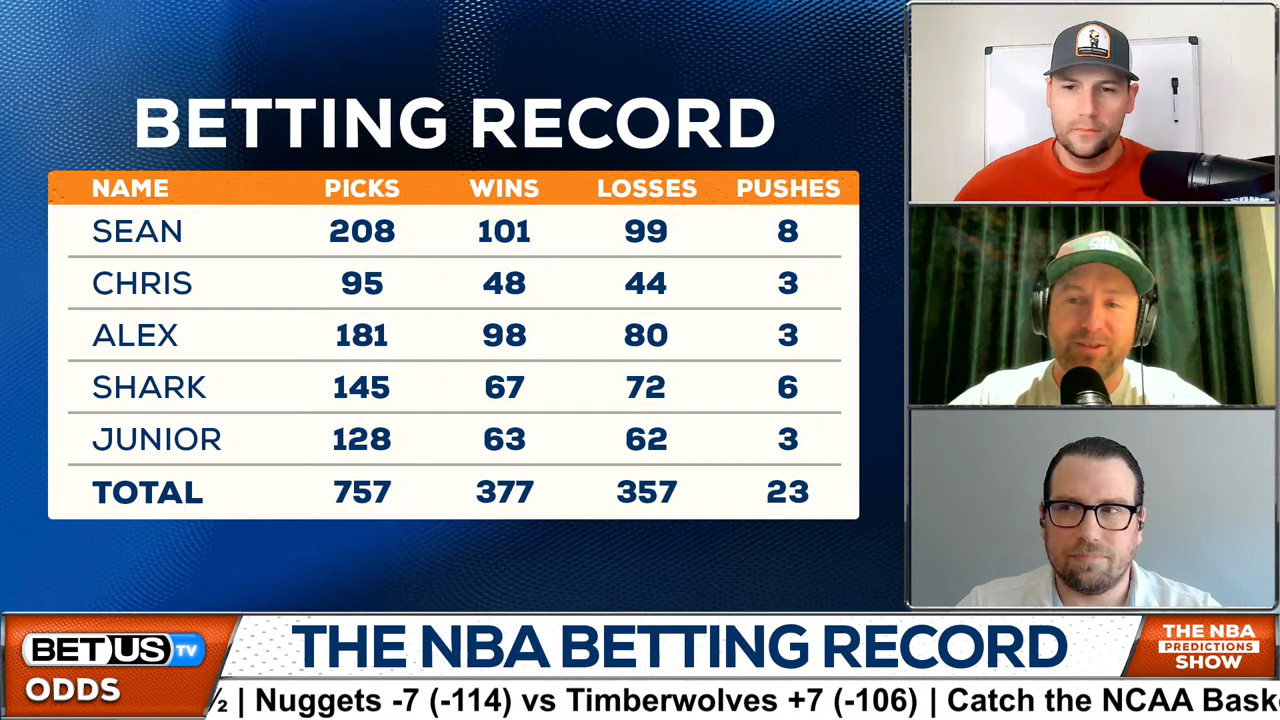 BETTING RECORD
NAME PICKS WINS LOSSES PUSHES
SEAN 208 101 99 8
CHRIS 95 48 44 3
ALEX 181 98 80 3
SHARK 145 67 72 6
JUNIOR 128 63 62 3
TOTAL 757 377 357 23
BETUS TV
ODDS
THE NBA BETTING RECORD
THE NBA
PREDICTIONS
SHOW
½ | Nuggets -7 (-114) vs Timberwolves +7 (-106) | Catch the NCAA Bask